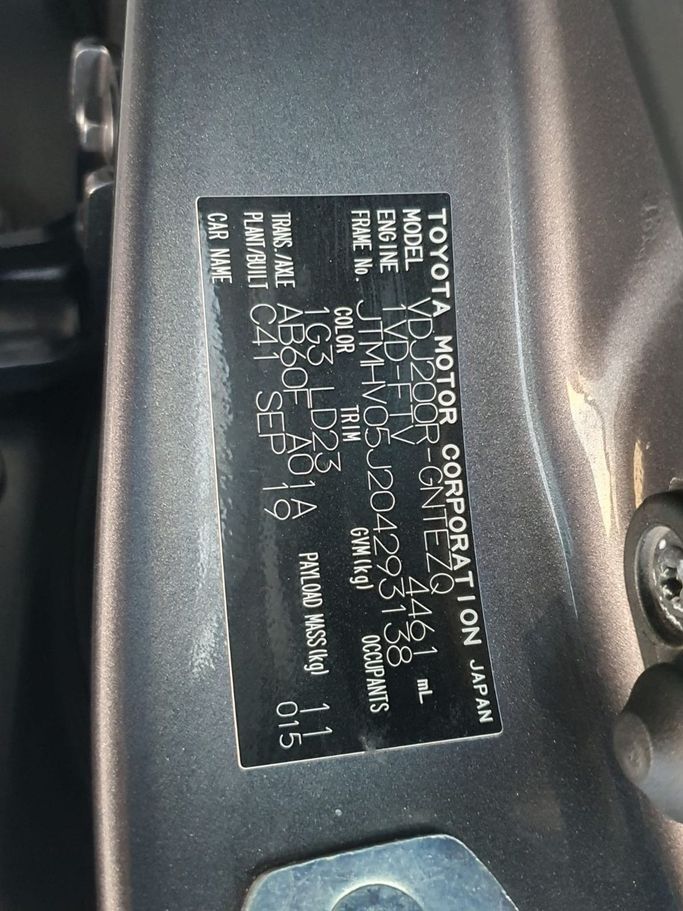 TOYOTA MOTOR CORPORATION JAPAN
MODEL VDJ200R-GNTEZQ
ENGINE 1VD-FTV 4461 mL
FRAME No. JTMHV05J204293138
COLOR TRIM GVM(kg) OCCUPANTS
1G3 LD23
TRANS./AXLE AB60F A01A
PLANT/BUILT C41 SEP 19 PAYLOAD MASS(kg) 11
CAR NAME 015